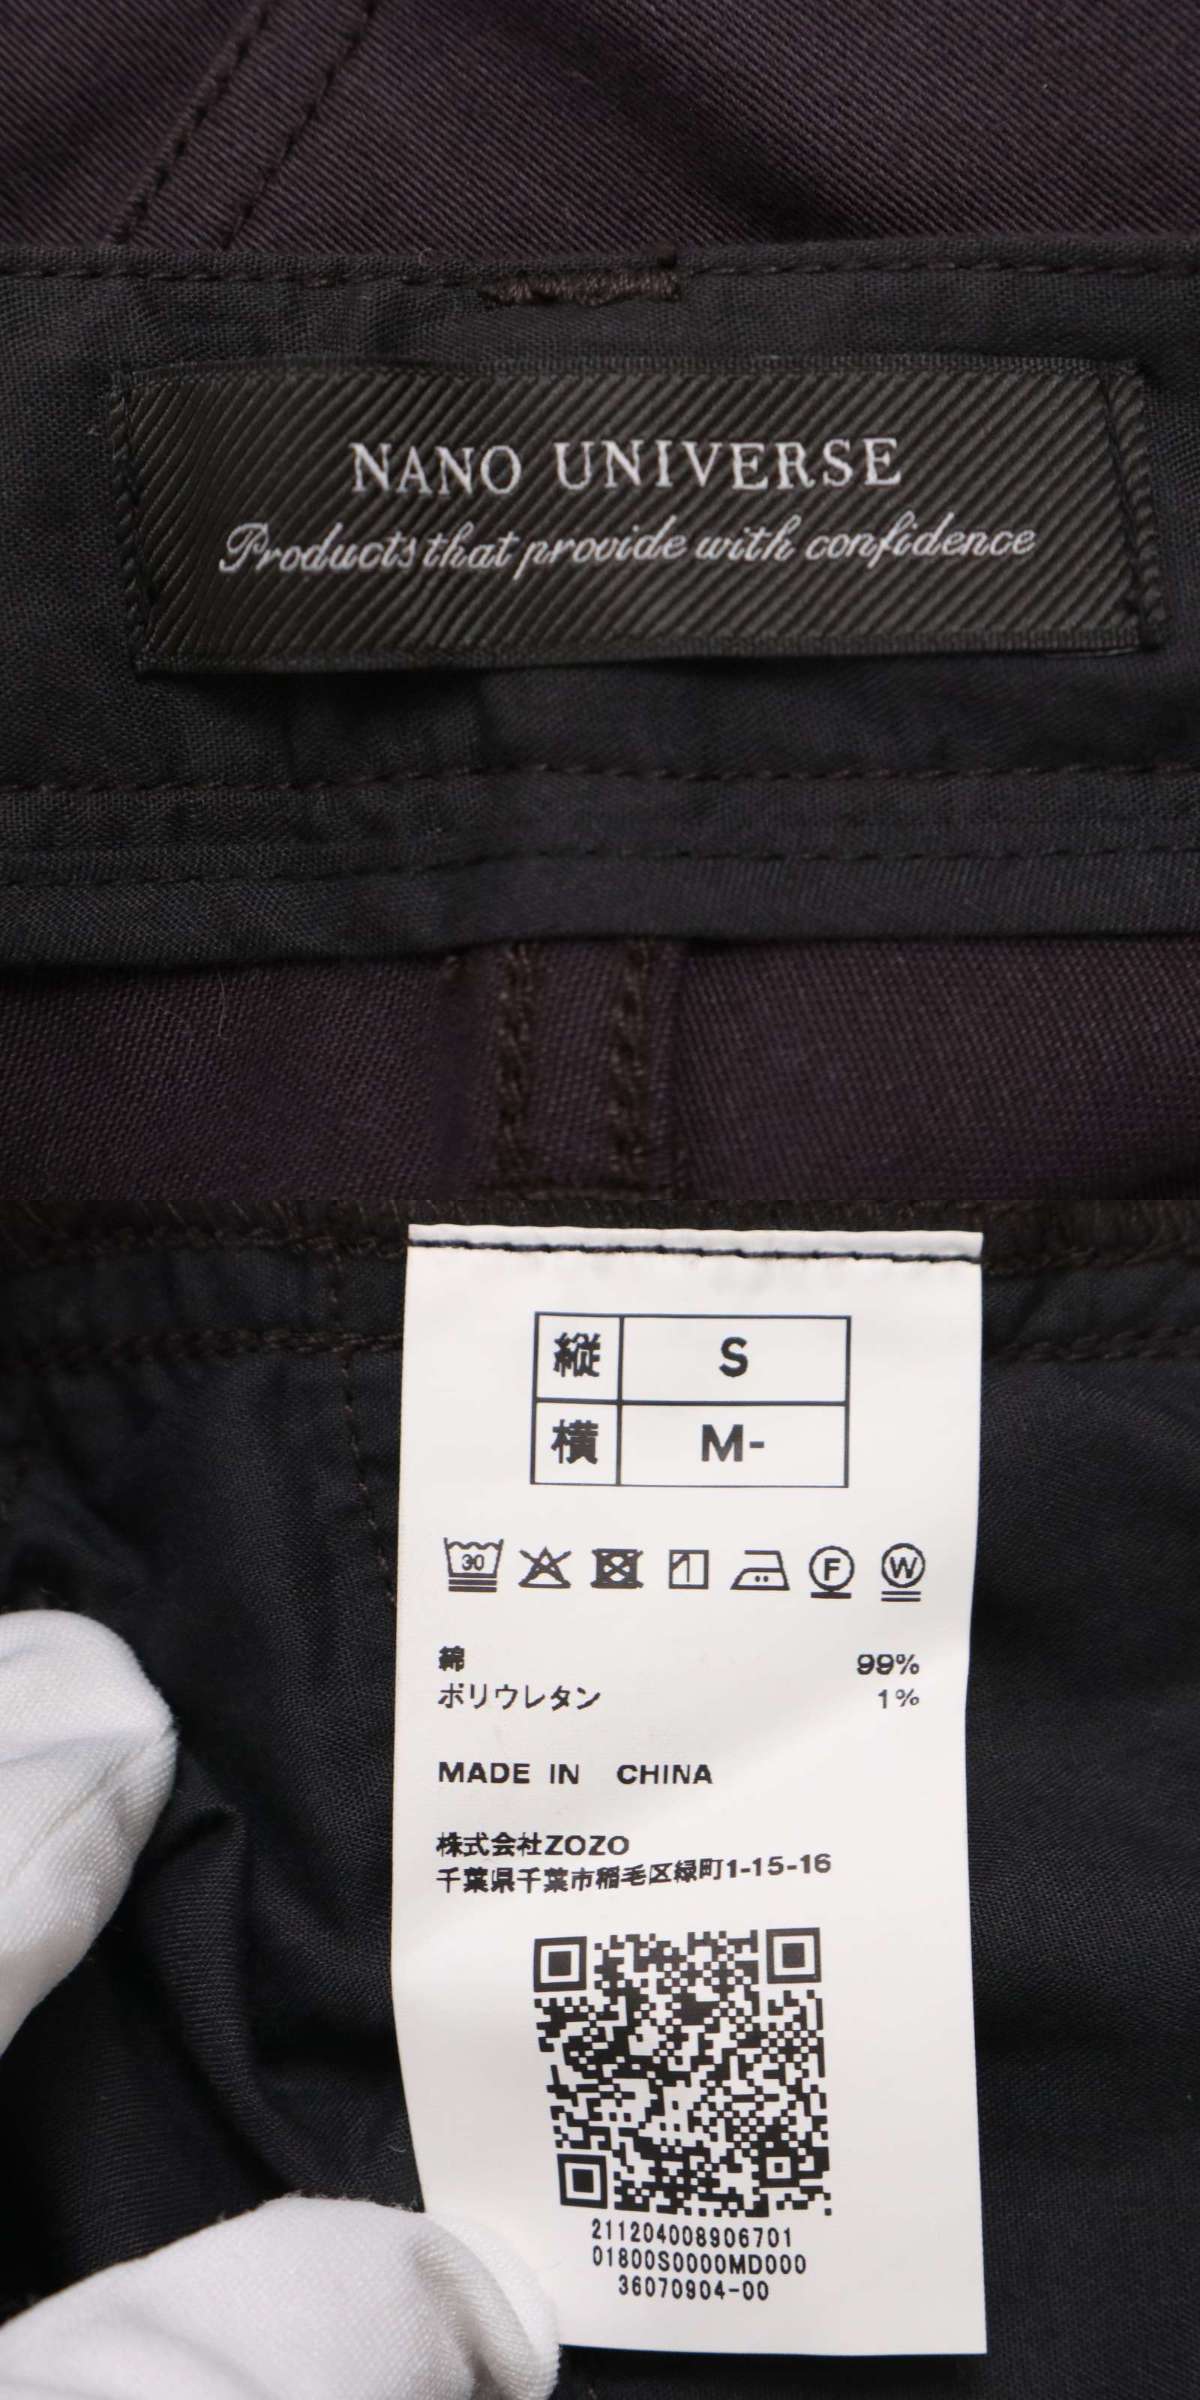 NANO UNIVERSE
Products that provide with confidence
縦 S
横 M-
30 F W
綿 99%
ポリウレタン 1%
MADE IN CHINA
株式会社ZOZO
千葉県千葉市稲毛区緑町1-15-16
211204008906701
01800S0000MD000
36070904-00